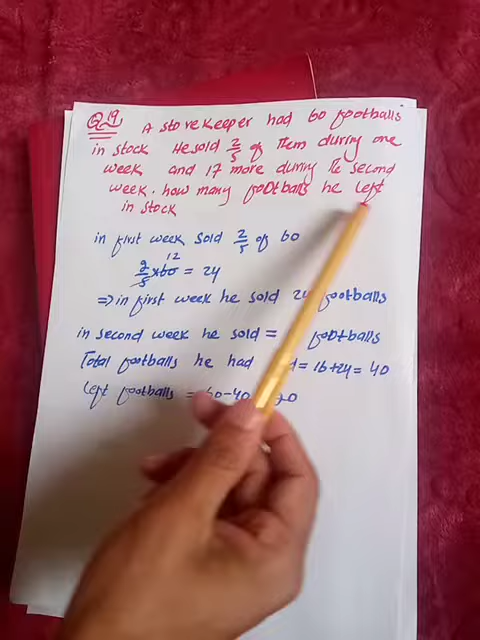 Q 19 A storekeeper had 60 footballs
in stock He sold 2/5 of them during one
week and 17 more during the second
week. how many footballs he left
in stock
in first week sold 2/5 of 60
2/5 × 60 12 = 24
⇒ in first week he sold 24 footballs
in second week he sold = footballs
Total footballs he had = 16 + 24 = 40
left footballs = 60 - 40